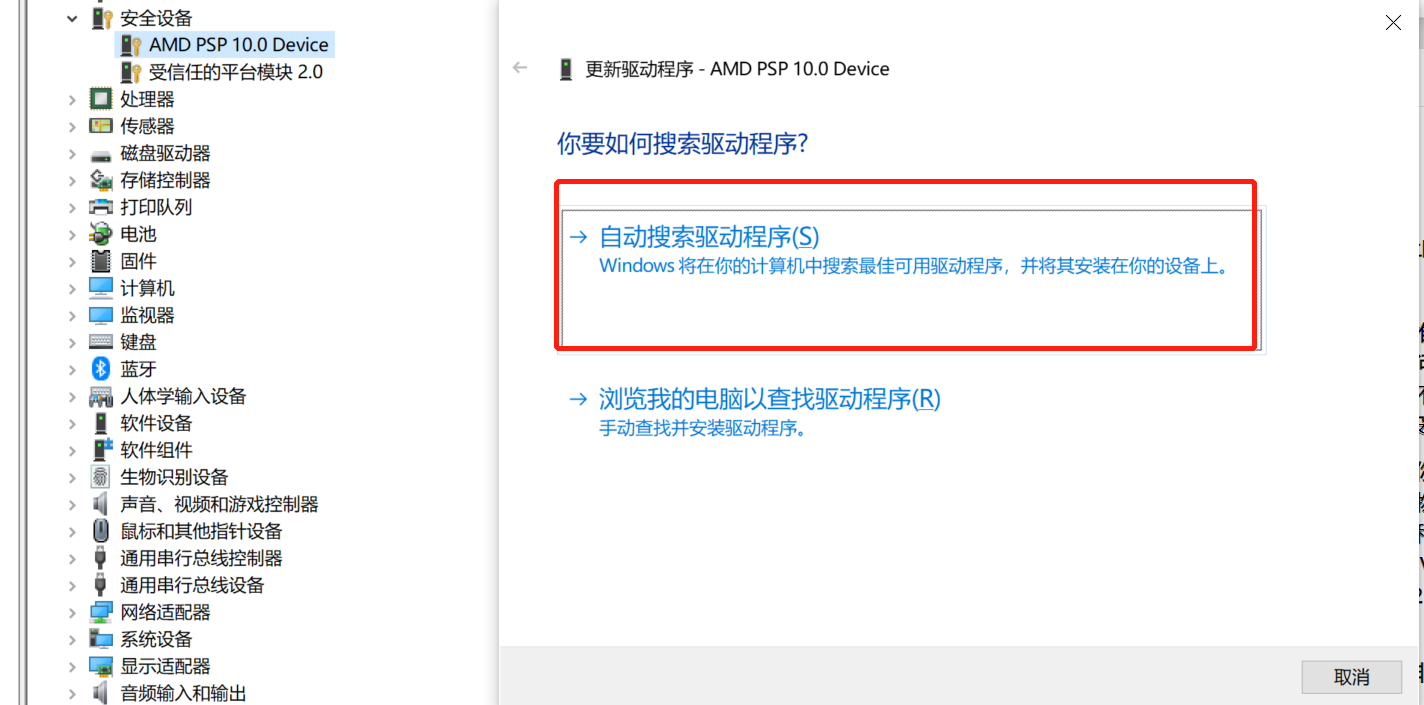 安全设备
AMD PSP 10.0 Device
受信任的平台模块 2.0
处理器
传感器
磁盘驱动器
存储控制器
打印队列
电池
固件
计算机
监视器
键盘
蓝牙
人体学输入设备
软件设备
软件组件
生物识别设备
声音、视频和游戏控制器
鼠标和其他指针设备
通用串行总线控制器
通用串行总线设备
网络适配器
系统设备
显示适配器
音频输入和输出
更新驱动程序 - AMD PSP 10.0 Device
你要如何搜索驱动程序?
自动搜索驱动程序(S)
Windows 将在你的计算机中搜索最佳可用驱动程序，并将其安装在你的设备上。
浏览我的电脑以查找驱动程序(R)
手动查找并安装驱动程序。
取消